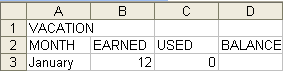 A B C D
1 VACATION
2 MONTH EARNED USED BALANCE
3 January 12 0